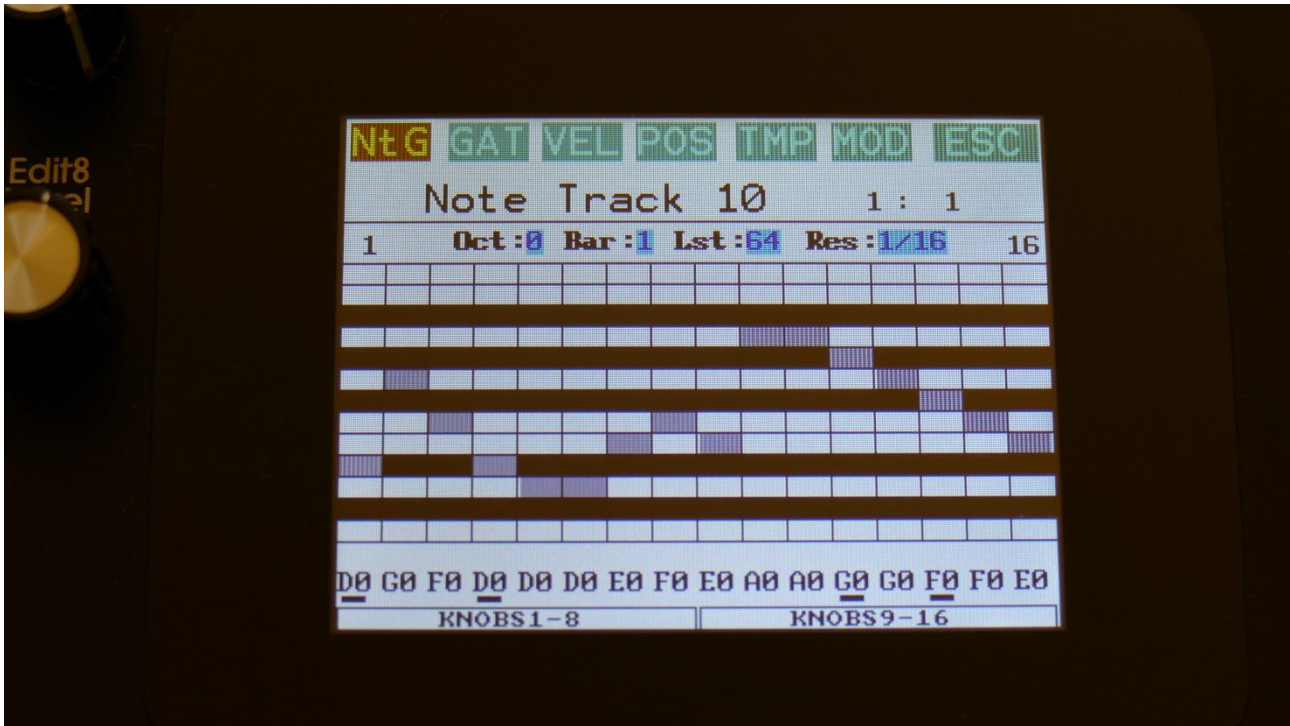 NtG GAT VEL POS TMP MOD ESC
Edit8
Note Track 10 1 : 1
1 Oct:0 Bar:1 Lst:64 Res:1/16 16
D0 G0 F0 D0 D0 D0 E0 F0 E0 A0 A0 G0 G0 F0 F0 E0
KNOBS1-8 KNOBS9-16